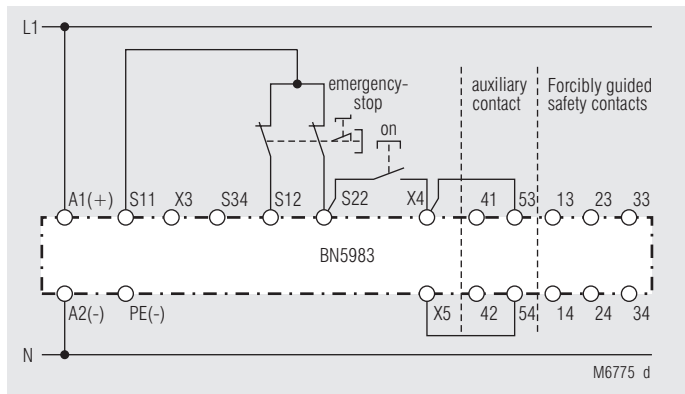 L1
emergency-
stop
on
auxiliary
contact
Forcibly guided
safety contacts
A1(+) S11 X3 S34 S12 S22 X4 41 53 13 23 33
BN5983
A2(-) PE(-) X5 42 54 14 24 34
N
M6775 d